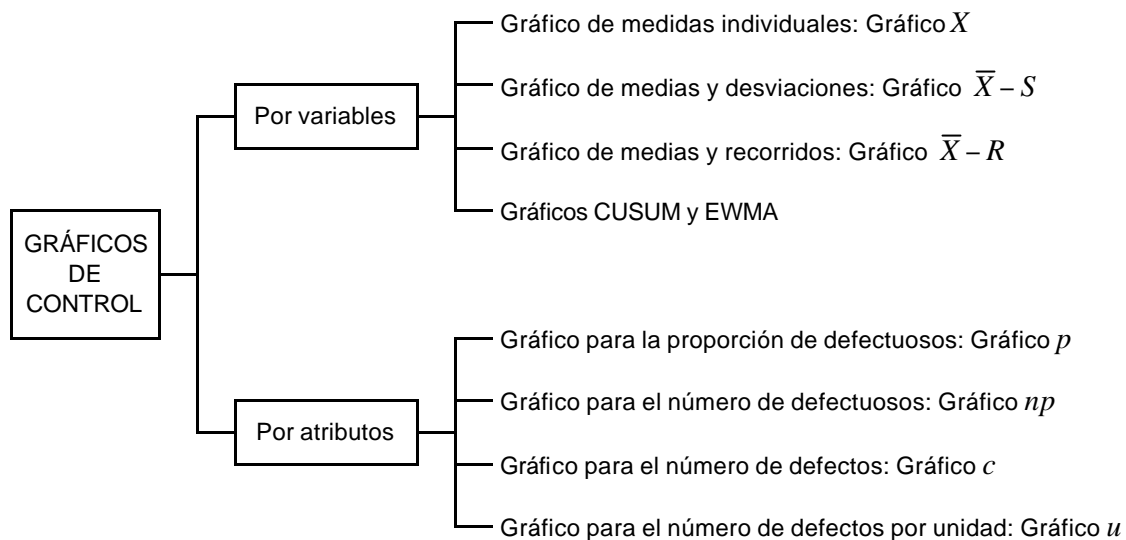 GRÁFICOS
DE
CONTROL
Por variables
Gráfico de medidas individuales: Gráfico X
Gráfico de medias y desviaciones: Gráfico X̅ – S
Gráfico de medias y recorridos: Gráfico X̅ – R
Gráficos CUSUM y EWMA
Por atributos
Gráfico para la proporción de defectuosos: Gráfico p
Gráfico para el número de defectuosos: Gráfico np
Gráfico para el número de defectos: Gráfico c
Gráfico para el número de defectos por unidad: Gráfico u